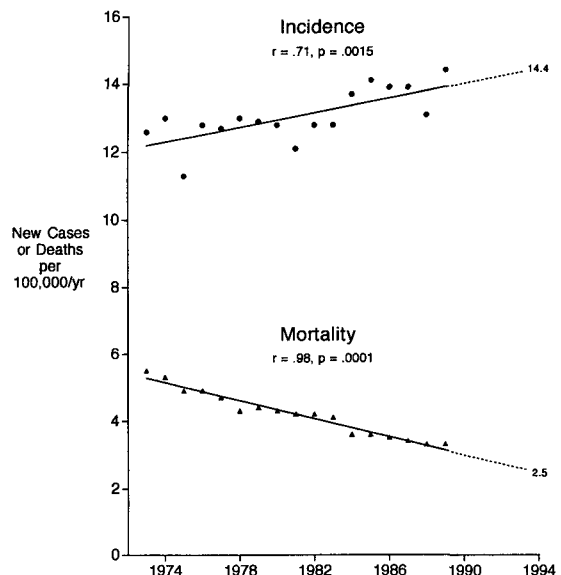 16
Incidence
r = .71, p = .0015
14.4
14
12
New Cases
or Deaths
per
100,000/yr
10
8
Mortality
r = .98, p = .0001
6
4
2.5
2
0
1974 1978 1982 1986 1990 1994